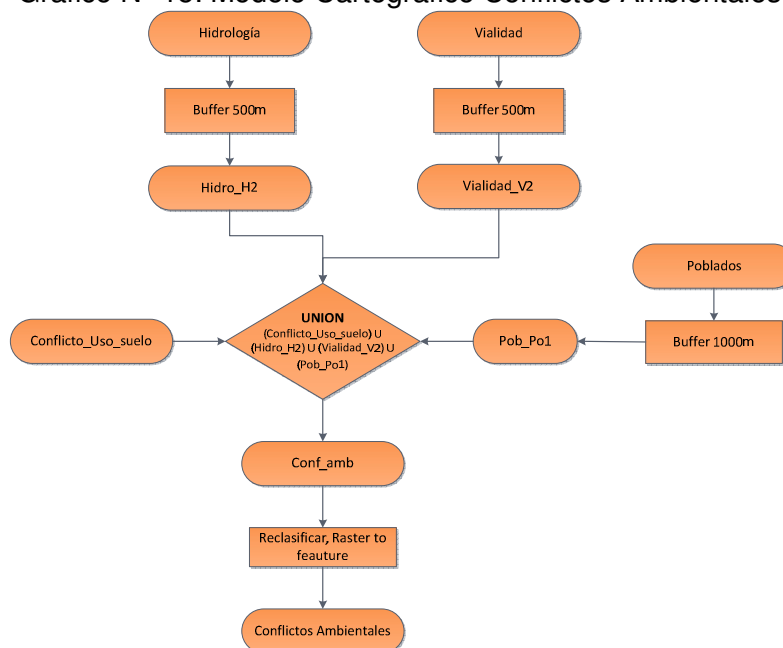 Hidrología
Vialidad
Buffer 500m
Buffer 500m
Hidro_H2
Vialidad_V2
Poblados
UNION
(Conflicto_Uso_suelo) U
(Hidro_H2) U (Vialidad_V2) U
(Pob_Po1)
Conflicto_Uso_suelo
Pob_Po1
Buffer 1000m
Conf_amb
Reclasificar, Raster to
feauture
Conflictos Ambientales